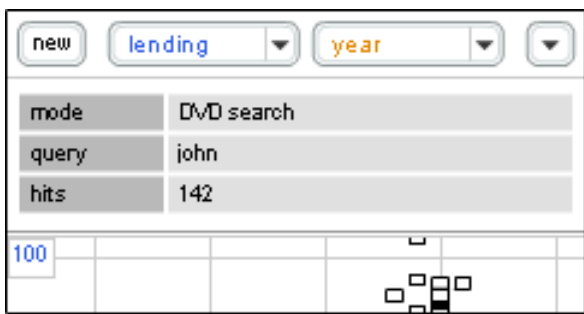 new lending year
mode DVD search
query john
hits 142
100